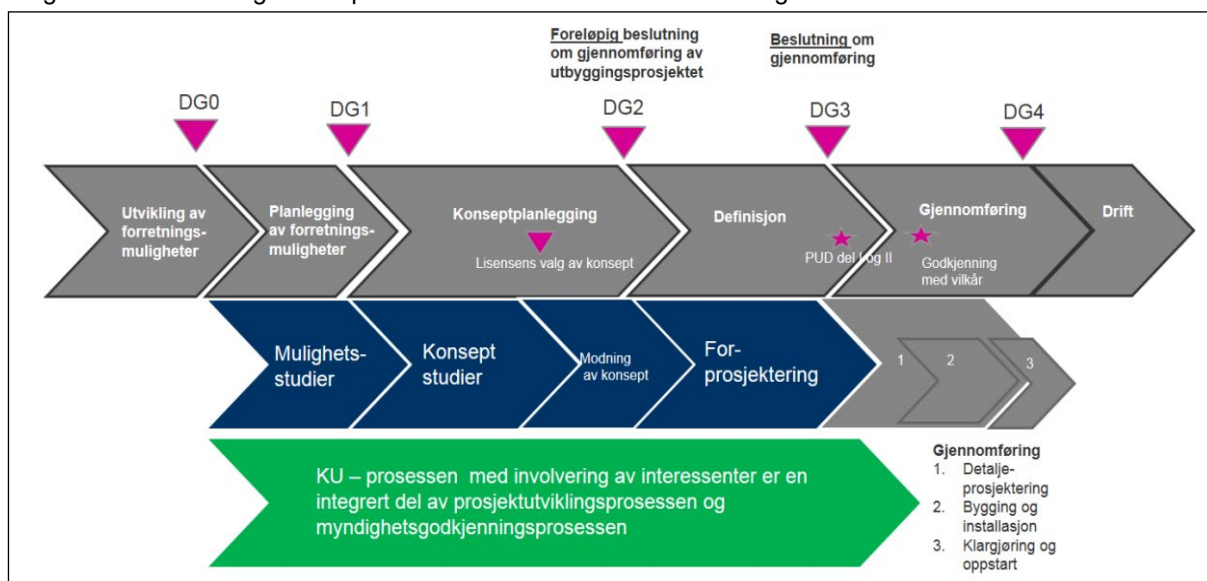 Foreløpig beslutning
om gjennomføring av
utbyggingsprosjektet
Beslutning om
gjennomføring
DG0
DG1
DG2
DG3
DG4
Utvikling av
forretnings-
muligheter
Planlegging
av forretnings-
muligheter
Konseptplanlegging
Lisensens valg av konsept
Definisjon
PUD del I og II
Gjennomføring
Godkjenning
med vilkår
Drift
Mulighets-
studier
Konsept
studier
Modning
av konsept
For-
prosjektering
1
2
3
KU – prosessen med involvering av interessenter er en
integrert del av prosjektutviklingsprosessen og
myndighetsgodkjenningsprosessen
Gjennomføring
1. Detalje-
prosjektering
2. Bygging og
installasjon
3. Klargjøring og
oppstart